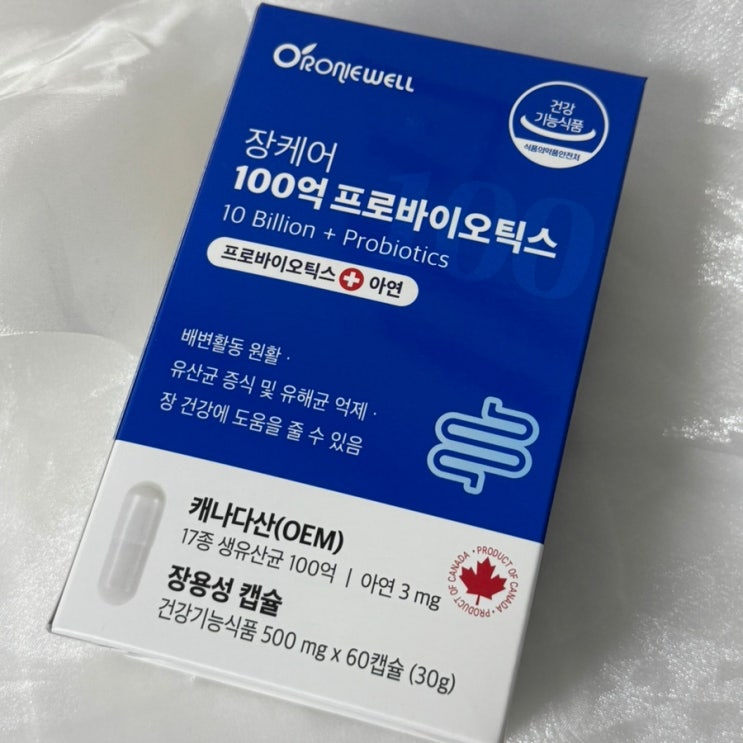 O'RONIEWELL
건강
기능식품
식품의약품안전처
장케어
100억 프로바이오틱스
10 Billion + Probiotics
프로바이오틱스 + 아연
100
배변활동 원활 ·
유산균 증식 및 유해균 억제 ·
장 건강에 도움을 줄 수 있음
캐나다산(OEM)
17종 생유산균 100억 | 아연 3 mg
장용성 캡슐
건강기능식품 500 mg x 60캡슐 (30g)
PRODUCT OF CANADA · PRODUCT OF CANADA ·